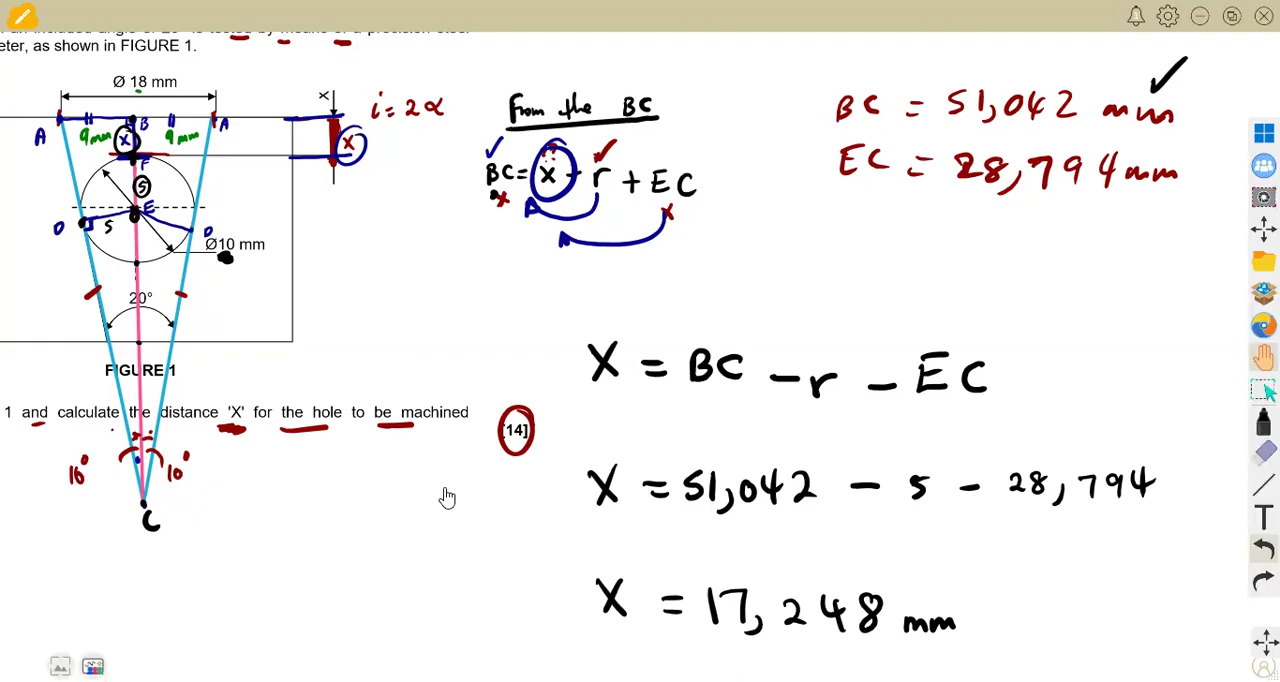 eter, as shown in FIGURE 1.
Ø 18 mm
X
i = 2α
A
9mm
B
X
9mm
A
X
F
5
E
D
5
D
Ø10 mm
20°
FIGURE 1
1 and calculate the distance 'X' for the hole to be machined
[14]
10°
10°
C
From the BC
BC = X + r + EC
BC = 51,042 mm
EC = 28,794 mm
X = BC - r - EC
X = 51,042 - 5 - 28,794
X = 17,248 mm
T